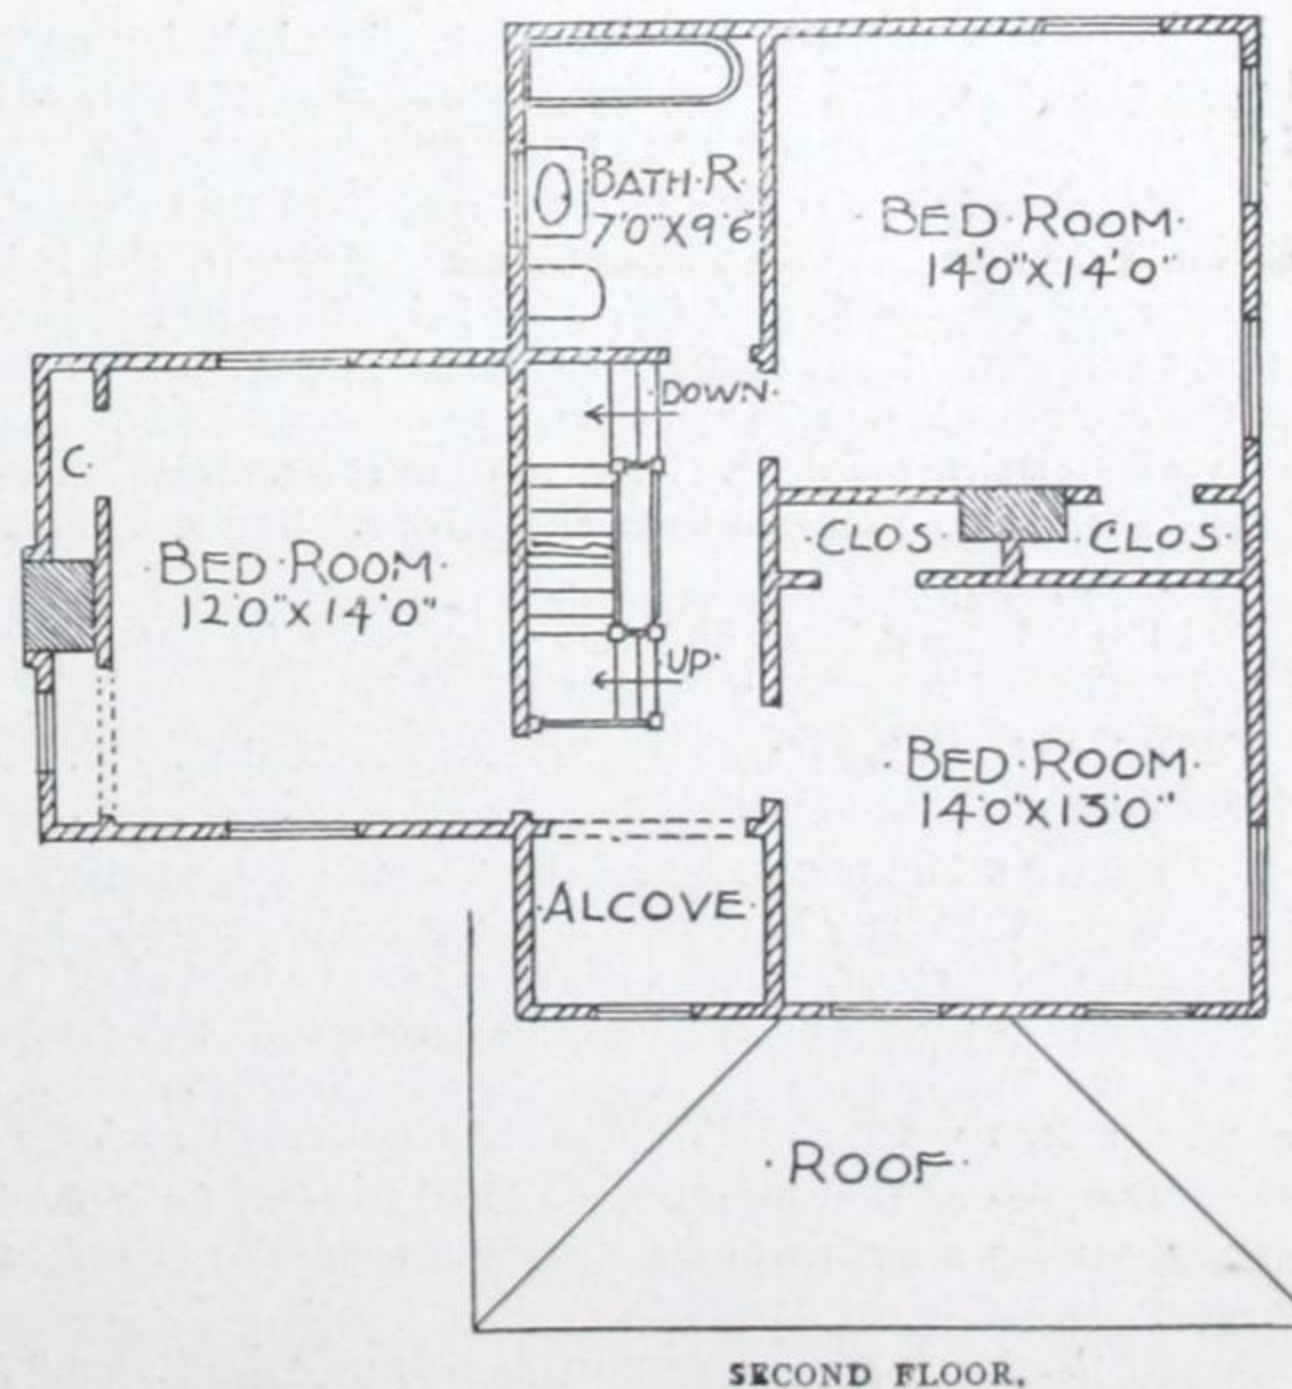 BATH·R.
7'0"X9'6
·BED·ROOM·
14'0"X14'0"
·DOWN·
C.
·CLOS.
·CLOS.
·BED·ROOM·
12'0"X14'0"
·UP·
·BED·ROOM·
14'0"X13'0"
·ALCOVE·
·ROOF·
SECOND FLOOR.